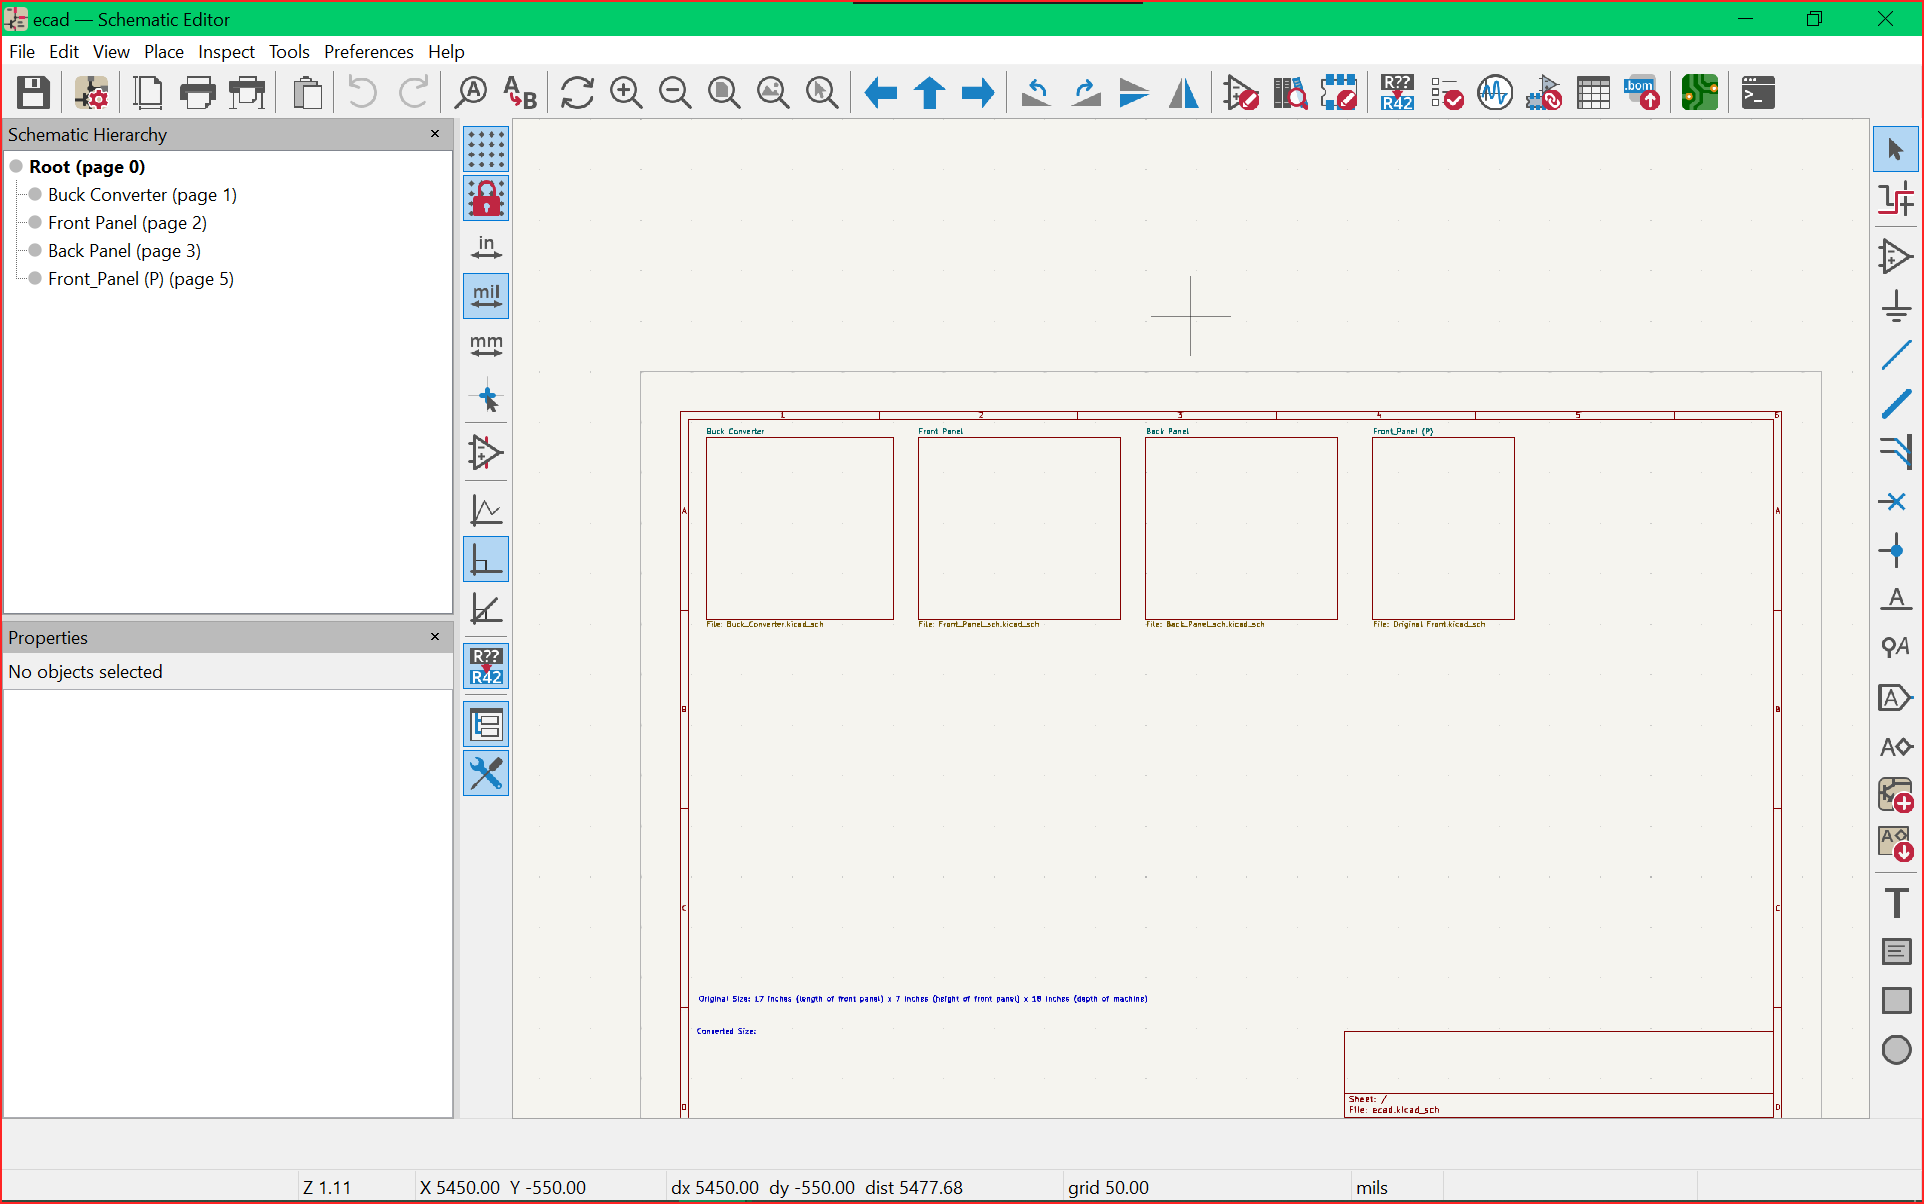 ecad — Schematic Editor
File Edit View Place Inspect Tools Preferences Help
A A B R?? R42 .bom >_
Schematic Hierarchy
Root (page 0)
Buck Converter (page 1)
Front Panel (page 2)
Back Panel (page 3)
Front_Panel (P) (page 5)
Properties
No objects selected
in
mil
mm
R??
R42
1 2 3 4 5 6
Buck Converter Front Panel Back Panel Front_Panel (P)
A A
File: Buck_Converter.kicad_sch File: Front_Panel_sch.kicad_sch File: Back_Panel_sch.kicad_sch File: Original Front.kicad_sch
B B
C C
Original Size: 17 inches (length of front panel) x 7 inches (height of front panel) x 18 inches (depth of machine)
Converted Size:
Sheet: /
File: ecad.kicad_sch
D D
A
A
A
A
A
T
Z 1.11 X 5450.00 Y -550.00 dx 5450.00 dy -550.00 dist 5477.68 grid 50.00 mils